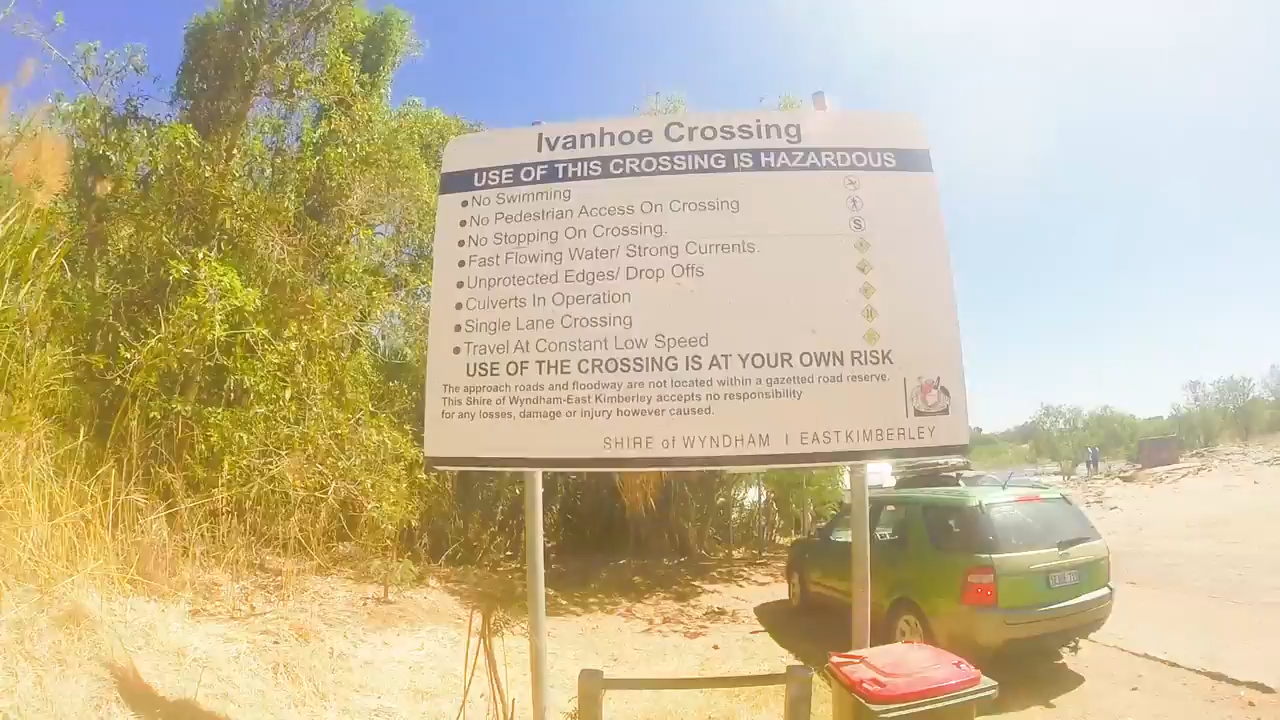 Ivanhoe Crossing
USE OF THIS CROSSING IS HAZARDOUS
• No Swimming
• No Pedestrian Access On Crossing
• No Stopping On Crossing.
• Fast Flowing Water/ Strong Currents.
• Unprotected Edges/ Drop Offs
• Culverts In Operation
• Single Lane Crossing
• Travel At Constant Low Speed
USE OF THE CROSSING IS AT YOUR OWN RISK
The approach roads and floodway are not located within a gazetted road reserve.
This Shire of Wyndham-East Kimberley accepts no responsibility
for any losses, damage or injury however caused.
SHIRE of WYNDHAM | EAST KIMBERLEY